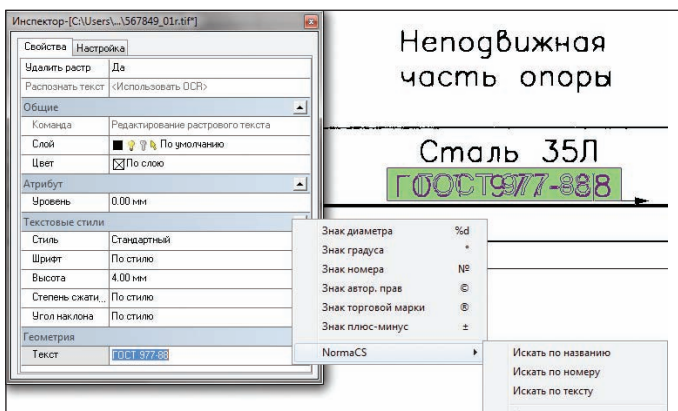 Инспектор-[C:\Users\...\567849_01r.tif*]
Свойства Настройка
Удалить растр Да
Распознать текст <Использовать OCR>
Общие
Команда Редактирование растрового текста
Слой По умолчанию
Цвет По слою
Атрибут
Уровень 0.00 мм
Текстовые стили
Стиль Стандартный
Шрифт По стилю
Высота 4.00 мм
Степень сжати... По стилю
Угол наклона По стилю
Геометрия
Текст ГОСТ 977-88
Неподвижная
часть опоры
Сталь 35Л
Знак диаметра %d
Знак градуса °
Знак номера №
Знак автор. прав ©
Знак торговой марки ®
Знак плюс-минус ±
NormaCS
Искать по названию
Искать по номеру
Искать по тексту